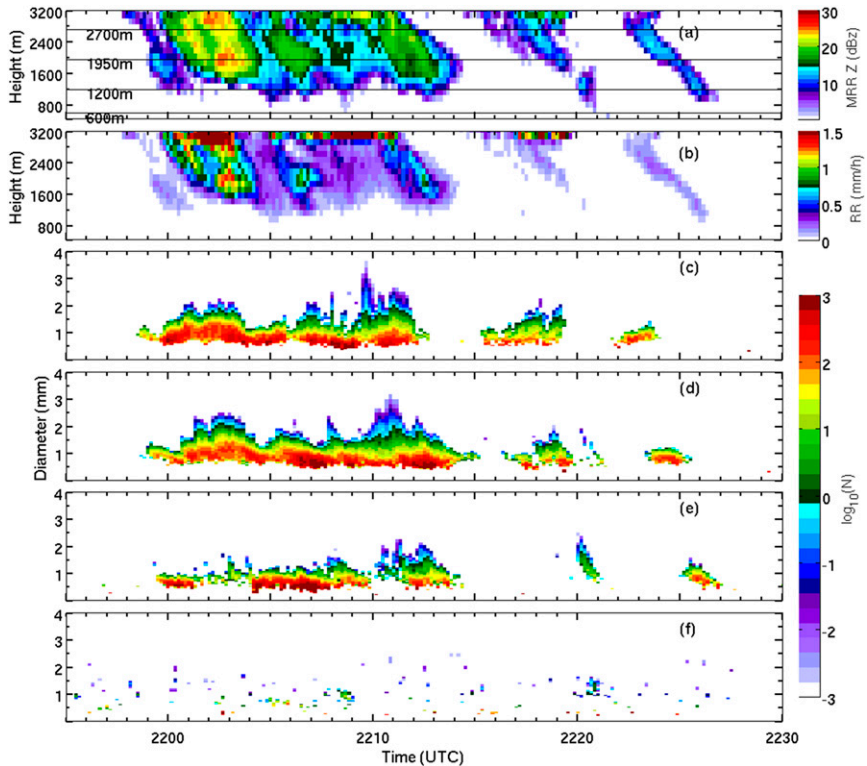 3200
2400
1600
800
Height (m)
2700m
1950m
1200m
600m
(a)
30
20
10
0
MRR Z (dBz)
3200
2400
1600
800
Height (m)
(b)
1.5
1
0.5
0
RR (mm/h)
4
3
2
1
(c)
4
3
2
1
Diameter (mm)
(d)
4
3
2
1
(e)
4
3
2
1
(f)
3
2
1
0
-1
-2
-3
log10(N)
2200
2210
2220
2230
Time (UTC)